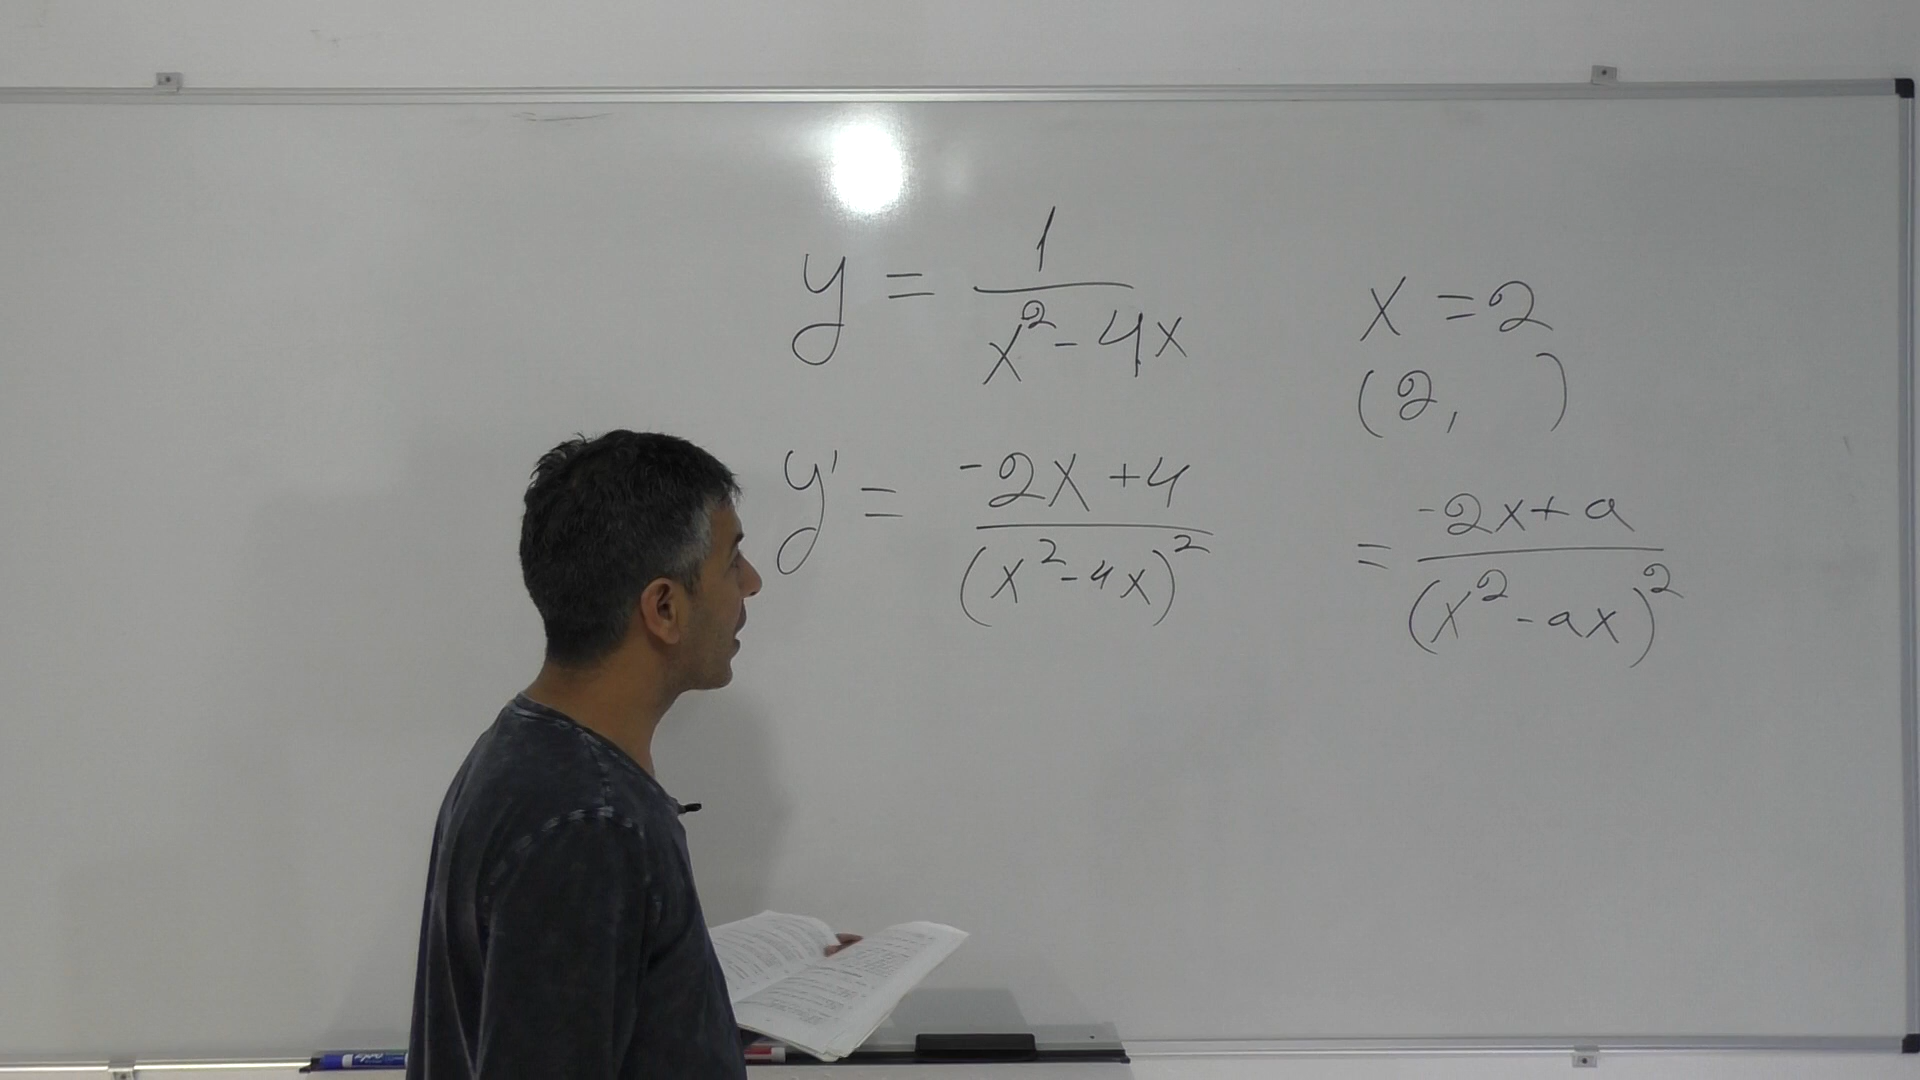 y = 1 / (x² - 4x)
x = 2
(2,   )
y' = (-2x + 4) / (x² - 4x)²
= (-2x + a) / (x² - ax)²